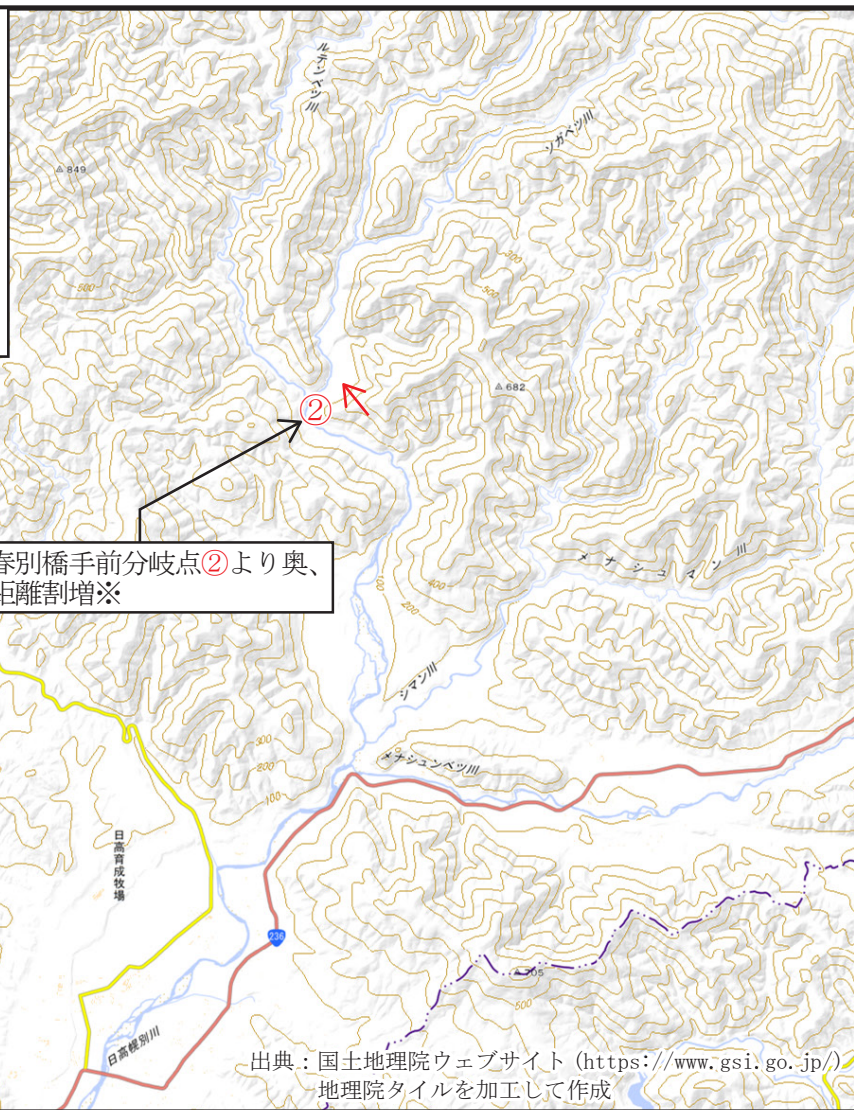 ルテンベツ川
ソガベツ川
849
500
300
500
②
682
春別橋手前分岐点②より奥、
距離割増※
メナシュマン川
100
200
400
シマン川
メナシュンベツ川
300
200
100
日高育成牧場
236
705
500
日高幌別川
出典：国土地理院ウェブサイト(https://www.gsi.go.jp/)
地理院タイルを加工して作成